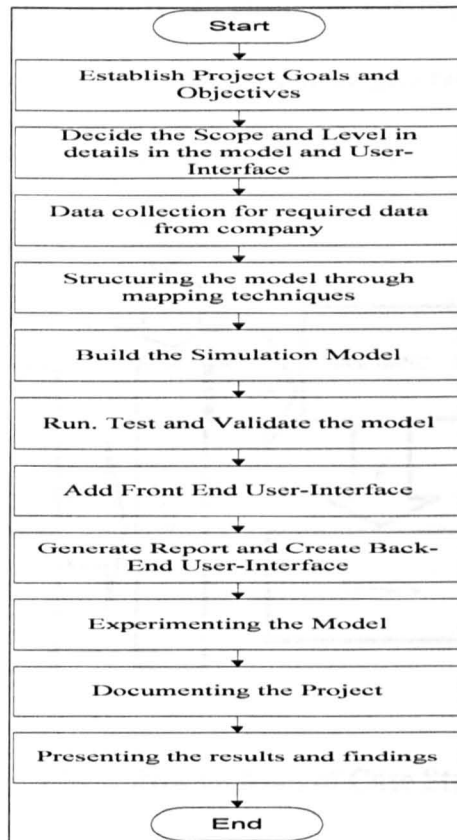 Start
Establish Project Goals and
Objectives
Decide the Scope and Level in
details in the model and User-
Interface
Data collection for required data
from company
Structuring the model through
mapping techniques
Build the Simulation Model
Run. Test and Validate the model
Add Front End User-Interface
Generate Report and Create Back-
End User-Interface
Experimenting the Model
Documenting the Project
Presenting the results and findings
End